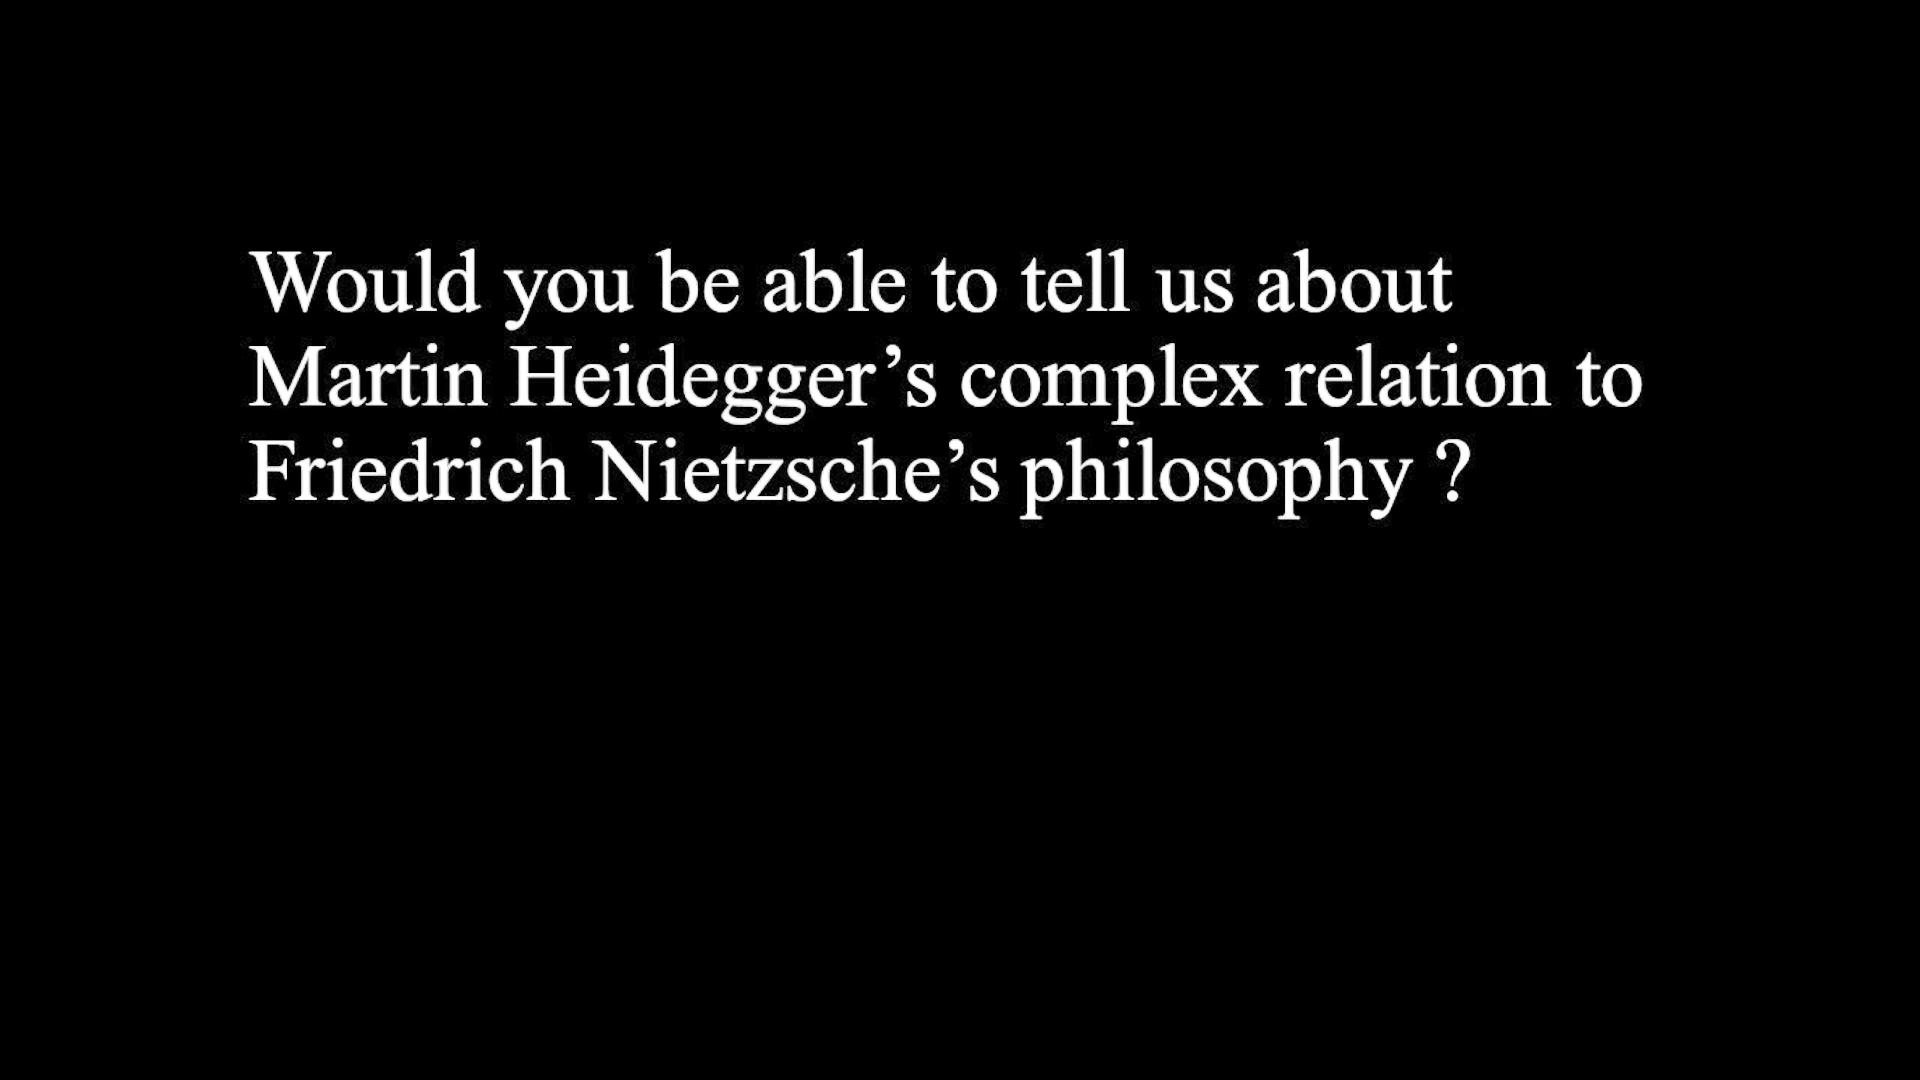 Would you be able to tell us about
Martin Heidegger’s complex relation to
Friedrich Nietzsche’s philosophy ?